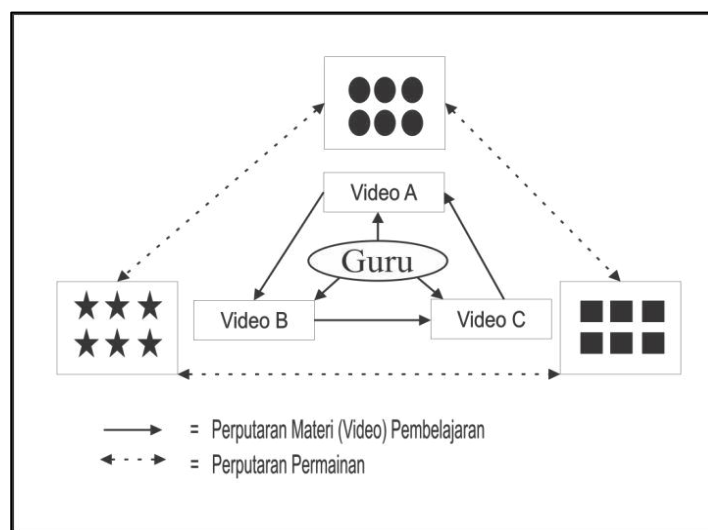 Video A
Guru
Video B
Video C
= Perputaran Materi (Video) Pembelajaran
= Perputaran Permainan